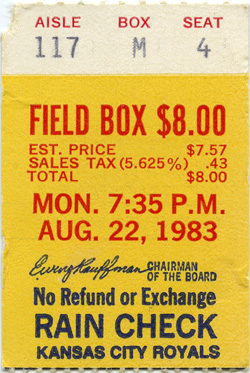 AISLE BOX SEAT
117 M 4
FIELD BOX $8.00
EST. PRICE $7.57
SALES TAX (5.625%) .43
TOTAL $8.00
MON. 7:35 P.M.
AUG. 22, 1983
Ewing Kauffman CHAIRMAN
OF THE BOARD
No Refund or Exchange
RAIN CHECK
KANSAS CITY ROYALS